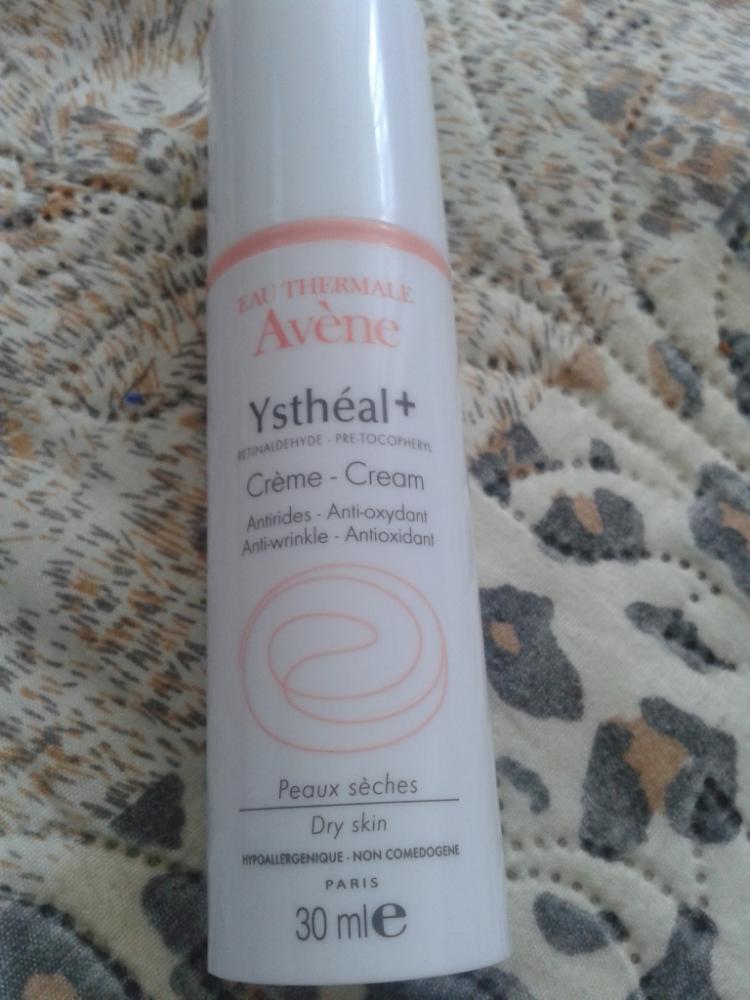 EAU THERMALE
Avène
Ysthéal+
RETINALDEHYDE - PRE-TOCOPHERYL
Crème - Cream
Antirides - Anti-oxydant
Anti-wrinkle - Antioxidant
Peaux sèches
Dry skin
HYPOALLERGENIQUE - NON COMEDOGENE
PARIS
30 ml e